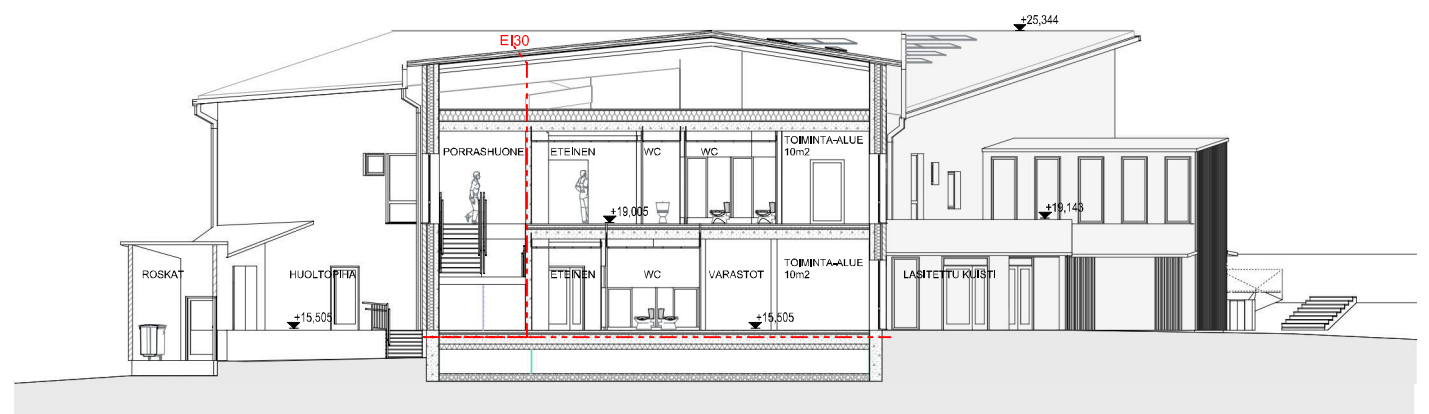 +25,344
EI30
PORRASHUONE
ETEINEN
WC
WC
TOIMINTA-ALUE
10m2
+19,005
+19,143
ROSKAT
HUOLTOPIHA
ETEINEN
WC
VARASTOT
TOIMINTA-ALUE
10m2
LASITETTU KUISTI
+15,505
+15,505